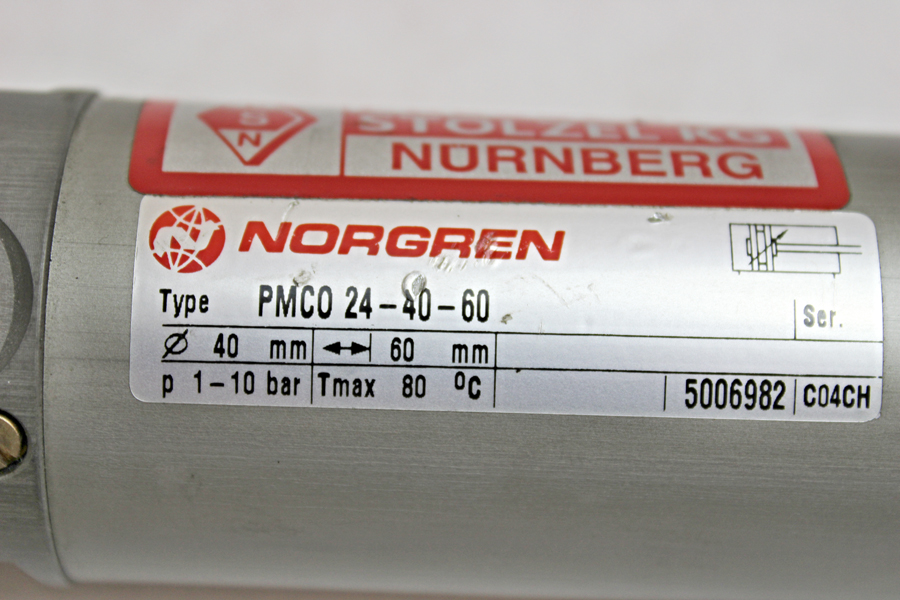 S
N
STÖLZEL KG
NÜRNBERG
NORGREN
Type PMCO 24-40-60
Ser.
Ø 40 mm 60 mm
p 1-10 bar Tmax 80 °C 5006982 C04CH